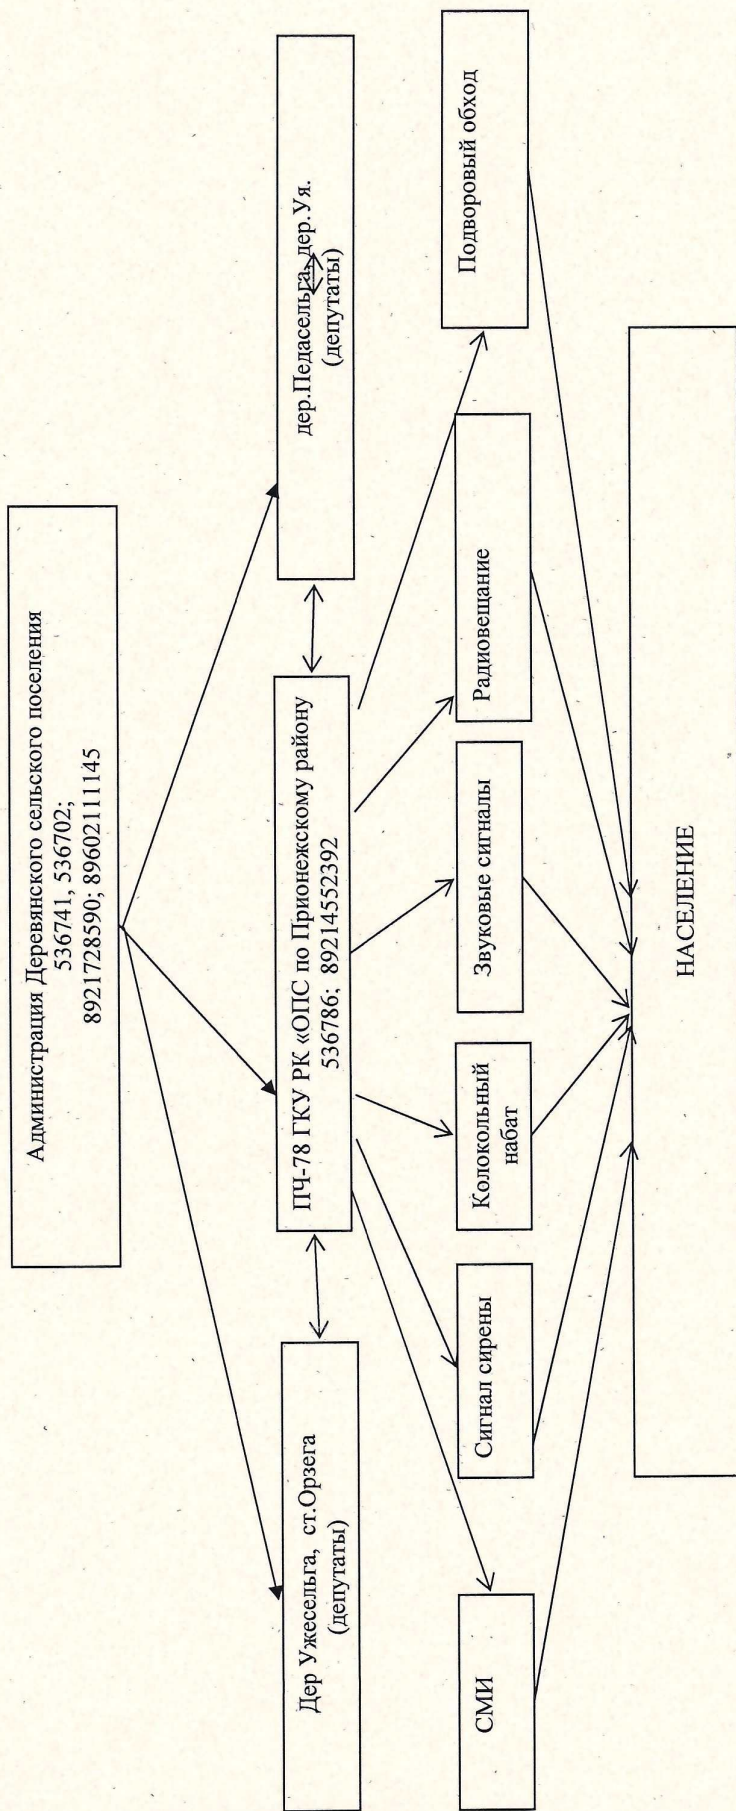 Администрация Деревянского сельского поселения
536741, 536702;
8921728590; 89602111145
Дер Ужесельга, ст.Орзега
(депутаты)
ПЧ-78 ГКУ РК «ОПС по Прионежскому району
536786; 89214552392
дер.Педасельга, дер.Уя.
(депутаты)
СМИ
Сигнал сирены
Колокольный
набат
Звуковые сигналы
Радиовещание
Подворовый обход
НАСЕЛЕНИЕ